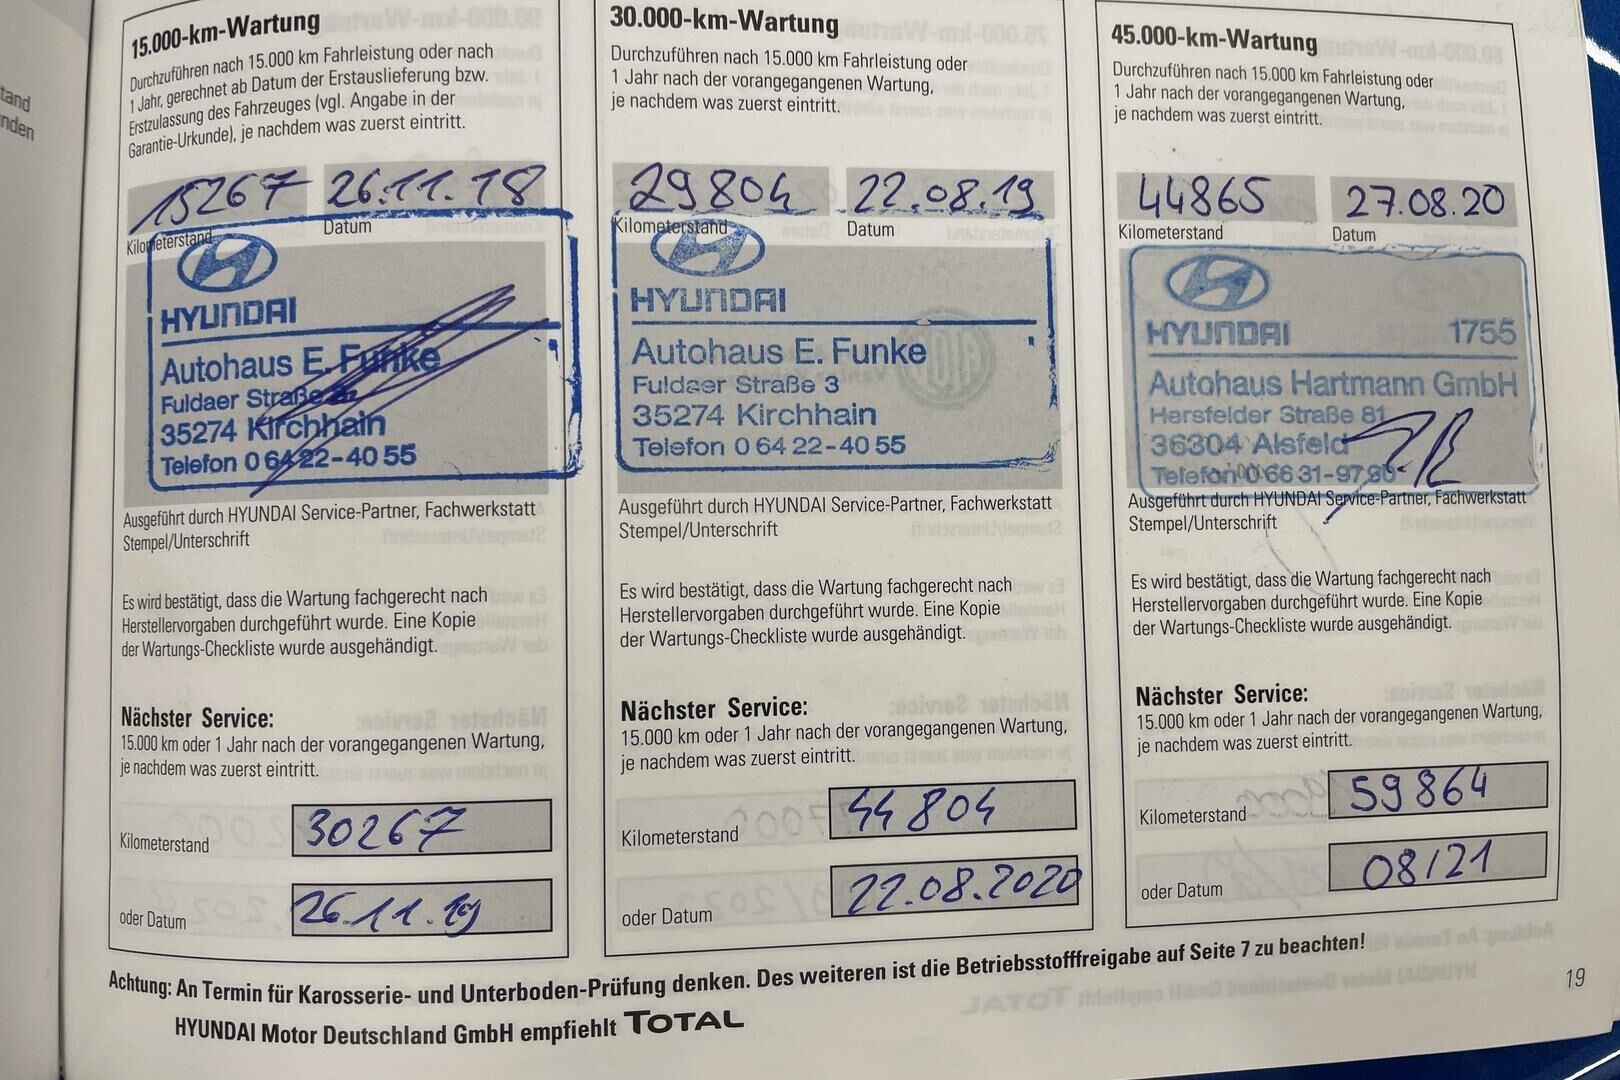 tand
nden
15.000-km-Wartung
Durchzuführen nach 15.000 km Fahrleistung oder nach
1 Jahr, gerechnet ab Datum der Erstauslieferung bzw.
Erstzulassung des Fahrzeuges (vgl. Angabe in der
Garantie-Urkunde), je nachdem was zuerst eintritt.
15267 26.11.18
Kilometerstand Datum
HYUNDAI
Autohaus E. Funke
Fuldaer Straße
35274 Kirchhain
Telefon 0 64 22-40 55
Ausgeführt durch HYUNDAI Service-Partner, Fachwerkstatt
Stempel/Unterschrift
Es wird bestätigt, dass die Wartung fachgerecht nach
Herstellervorgaben durchgeführt wurde. Eine Kopie
der Wartungs-Checkliste wurde ausgehändigt.
Nächster Service:
15.000 km oder 1 Jahr nach der vorangegangenen Wartung,
je nachdem was zuerst eintritt.
Kilometerstand 30267
oder Datum 26.11.19
30.000-km-Wartung
Durchzuführen nach 15.000 km Fahrleistung oder
1 Jahr nach der vorangegangenen Wartung,
je nachdem was zuerst eintritt.
29804 22.08.19
Kilometerstand Datum
HYUNDAI
Autohaus E. Funke
Fuldaer Straße 3
35274 Kirchhain
Telefon 0 64 22-40 55
Ausgeführt durch HYUNDAI Service-Partner, Fachwerkstatt
Stempel/Unterschrift
Es wird bestätigt, dass die Wartung fachgerecht nach
Herstellervorgaben durchgeführt wurde. Eine Kopie
der Wartungs-Checkliste wurde ausgehändigt.
Nächster Service:
15.000 km oder 1 Jahr nach der vorangegangenen Wartung,
je nachdem was zuerst eintritt.
Kilometerstand 44804
oder Datum 22.08.2020
45.000-km-Wartung
Durchzuführen nach 15.000 km Fahrleistung oder
1 Jahr nach der vorangegangenen Wartung,
je nachdem was zuerst eintritt.
44865 27.08.20
Kilometerstand Datum
HYUNDAI 1755
Autohaus Hartmann GmbH
Hersfelder Straße 81
36304 Alsfeld
Telefon 0 66 31-97
Ausgeführt durch HYUNDAI Service-Partner, Fachwerkstatt
Stempel/Unterschrift
Es wird bestätigt, dass die Wartung fachgerecht nach
Herstellervorgaben durchgeführt wurde. Eine Kopie
der Wartungs-Checkliste wurde ausgehändigt.
Nächster Service:
15.000 km oder 1 Jahr nach der vorangegangenen Wartung,
je nachdem was zuerst eintritt.
Kilometerstand 59864
oder Datum 08/21
Achtung: An Termin für Karosserie- und Unterboden-Prüfung denken. Des weiteren ist die Betriebsstofffreigabe auf Seite 7 zu beachten!
HYUNDAI Motor Deutschland GmbH empfiehlt TOTAL
19